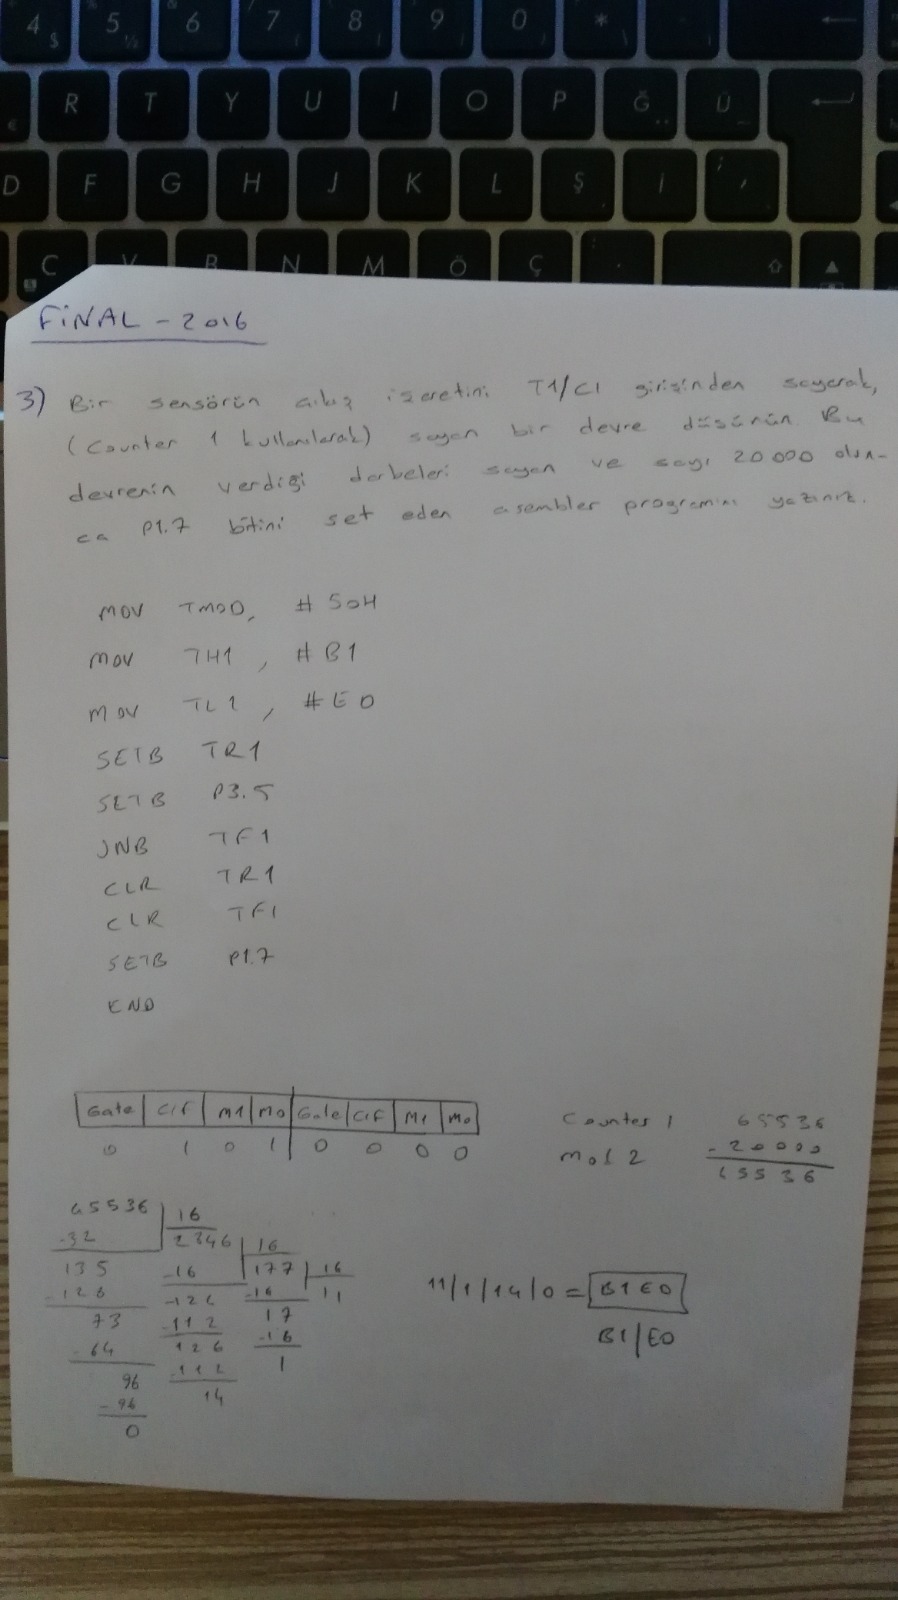 4 $ 5 ½ 6 7 { 8 [ 9 ] 0 } * \
R T Y U I O P Ğ ¨ Ü ~
D F G H J K L Ş İ ; ,
C V B N M Ö Ç : .
FİNAL - 2016
3) Bir sensörün çıkış işaretini T1/C1 girişinden sayarak,
(Counter 1 kullanılarak) sayan bir devre düşünün. Bu
devrenin verdiği darbeleri sayan ve sayı 20000 olun-
ca P1.7 bitini set eden asembler programını yazınız.
MOV TMOD, # 50H
MOV TH1, # B1
MOV TL1, # E0
SETB TR1
SETB P3.5
JNB TF1
CLR TR1
CLR TF1
SETB P1.7
END
Gate C/F M1 M0 Gate C/F M1 M0
0 1 0 1 0 0 0 0
Counter 1
mod 2
65536
- 20000
45536
45536 16
-32 2846 16
135 -16 177 16
-128 -124 -16 11
73 -112 17
-64 126 -16
96 -112 1
-96 14
0
11/1/14/0 = B1E0
B1/E0